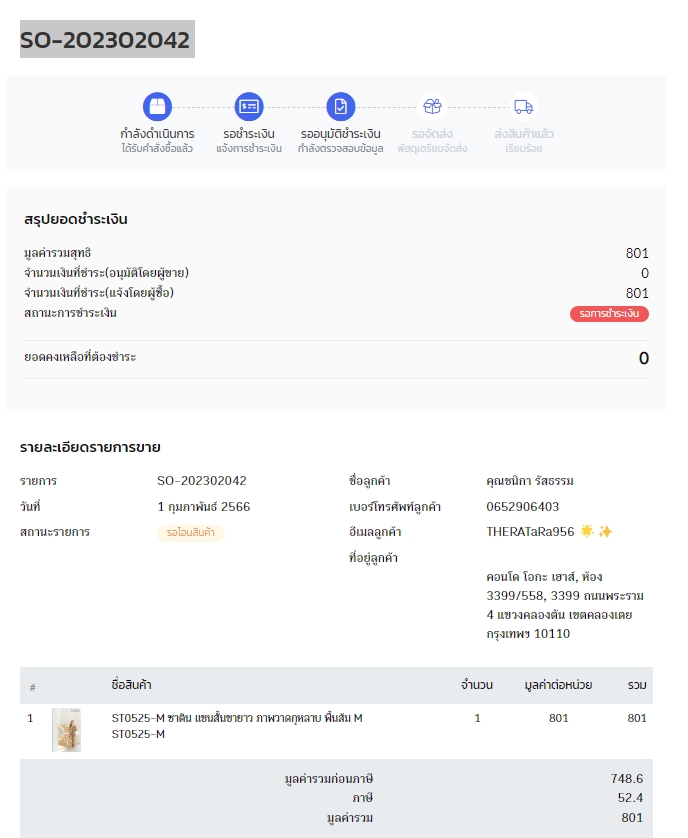 SO-202302042
กำลังดำเนินการ
ได้รับคำสั่งซื้อแล้ว
รอชำระเงิน
แจ้งการชำระเงิน
รออนุมัติชำระเงิน
กำลังตรวจสอบข้อมูล
รอจัดส่ง
พัสดุเตรียมจัดส่ง
ส่งสินค้าแล้ว
เรียบร้อย
สรุปยอดชำระเงิน
มูลค่ารวมสุทธิ 801
จำนวนเงินที่ชำระ(อนุมัติโดยผู้ขาย) 0
จำนวนเงินที่ชำระ(แจ้งโดยผู้ซื้อ) 801
สถานะการชำระเงิน รอการชำระเงิน
ยอดคงเหลือที่ต้องชำระ 0
รายละเอียดรายการขาย
รายการ SO-202302042
วันที่ 1 กุมภาพันธ์ 2566
สถานะรายการ รอโอนสินค้า
ชื่อลูกค้า คุณชนิกา รัสธรรม
เบอร์โทรศัพท์ลูกค้า 0652906403
อีเมลลูกค้า THERATaRa956 🌟 ✨
ที่อยู่ลูกค้า
คอนโด โอกะ เฮาส์, ห้อง
3399/558, 3399 ถนนพระราม
4 แขวงคลองตัน เขตคลองเตย
กรุงเทพฯ 10110
# ชื่อสินค้า จำนวน มูลค่าต่อหน่วย รวม
1 ST0525-M ซาติน แขนสั้นขายาว ภาพวาดกุหลาบ พื้นส้ม M 1 801 801
ST0525-M
มูลค่ารวมก่อนภาษี 748.6
ภาษี 52.4
มูลค่ารวม 801